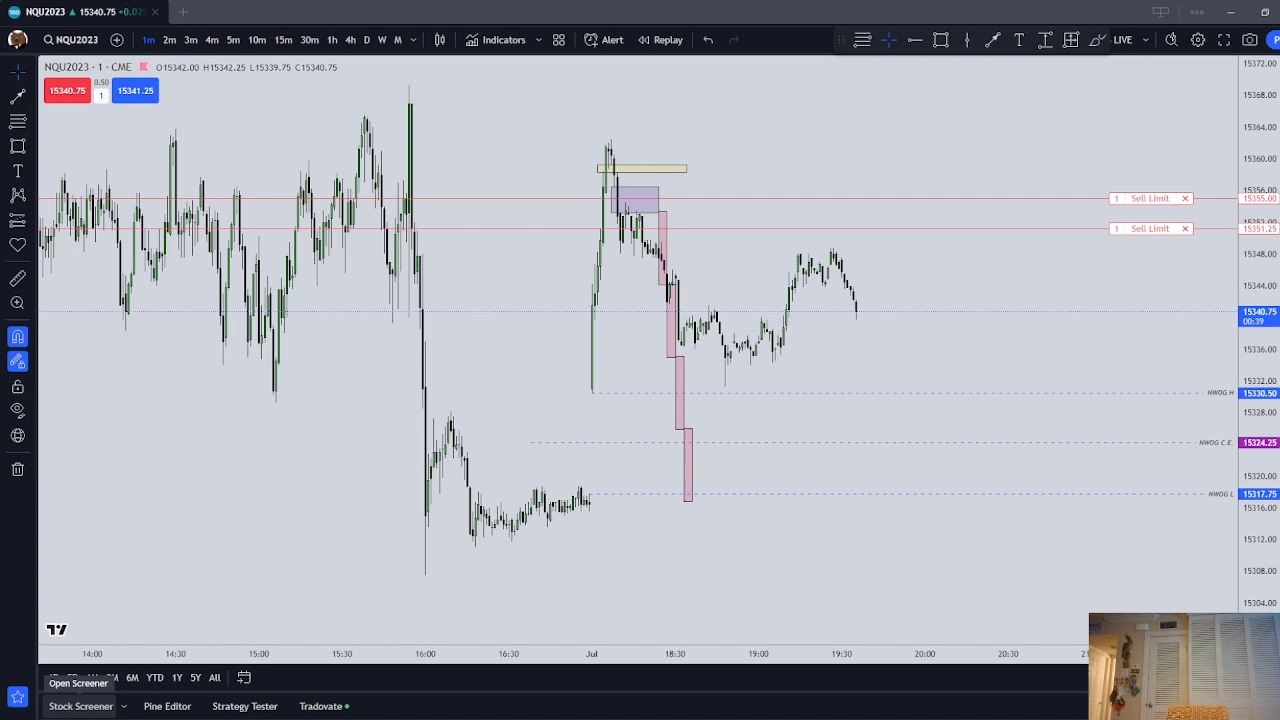 NQU2023 ▲ 15340.75 +0.02%
NQU2023 1m 2m 3m 4m 5m 10m 15m 30m 1h 4h D W M Indicators Alert Replay LIVE
NQU2023 · 1 · CME O15342.00 H15342.25 L15339.75 C15340.75
15340.75 0.50 1 15341.25
15372.00
15368.00
15364.00
15360.00
15356.00
1 Sell Limit 15355.00
15352.00
1 Sell Limit 15351.25
15348.00
15344.00
15340.75
00:39
15336.00
15332.00
NWOG H 15330.50
15328.00
NWOG C.E. 15324.25
15320.00
NWOG L 15317.75
15316.00
15312.00
15308.00
15304.00
14:00 14:30 15:00 15:30 16:00 16:30 Jul 18:30 19:00 19:30 20:00 20:30
6M YTD 1Y 5Y All
Open Screener
Stock Screener Pine Editor Strategy Tester Tradovate